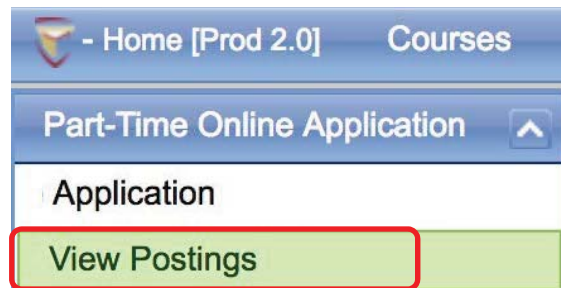 - Home [Prod 2.0] Courses
Part-Time Online Application
Application
View Postings